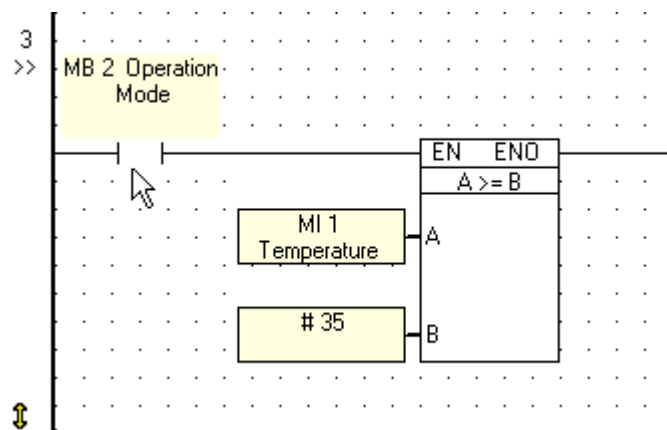 3
>>
MB 2 Operation
Mode
EN ENO
A >= B
MI 1
Temperature
A
# 35
B